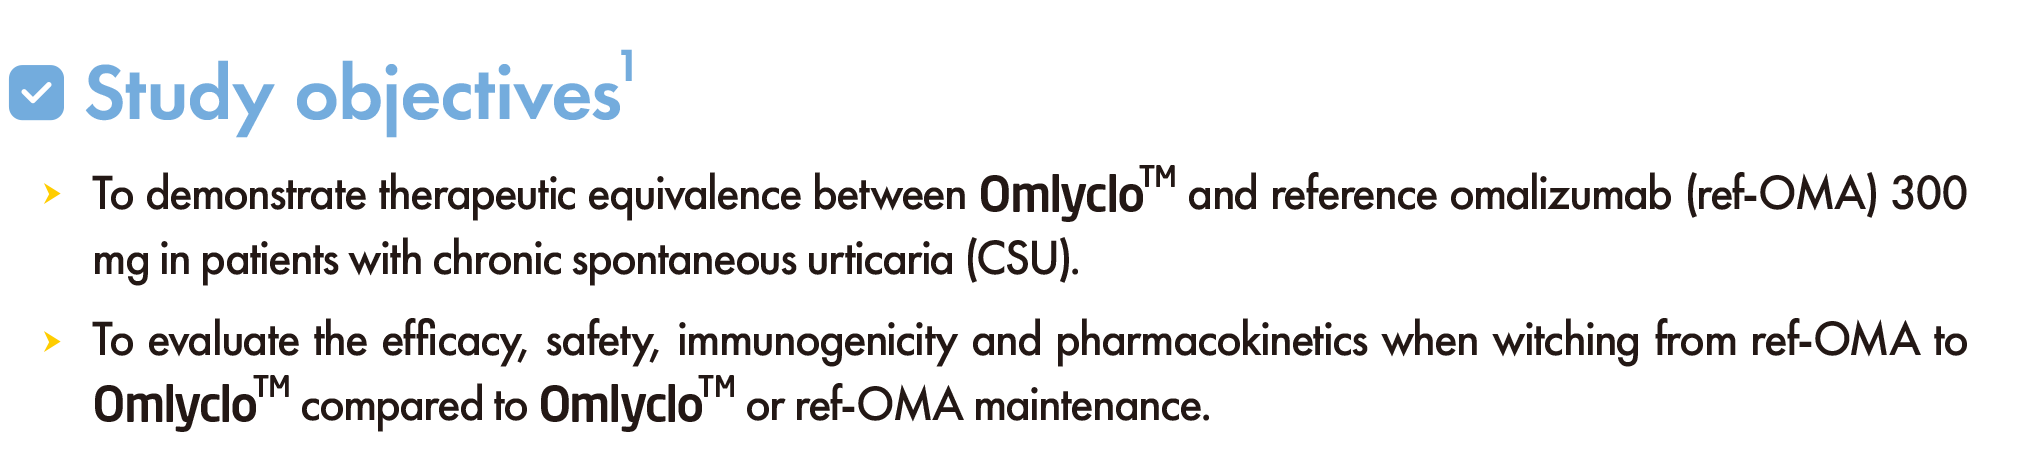 Study objectives1
To demonstrate therapeutic equivalence between Omlyclo™ and reference omalizumab (ref-OMA) 300
mg in patients with chronic spontaneous urticaria (CSU).
To evaluate the efficacy, safety, immunogenicity and pharmacokinetics when witching from ref-OMA to
Omlyclo™ compared to Omlyclo™ or ref-OMA maintenance.